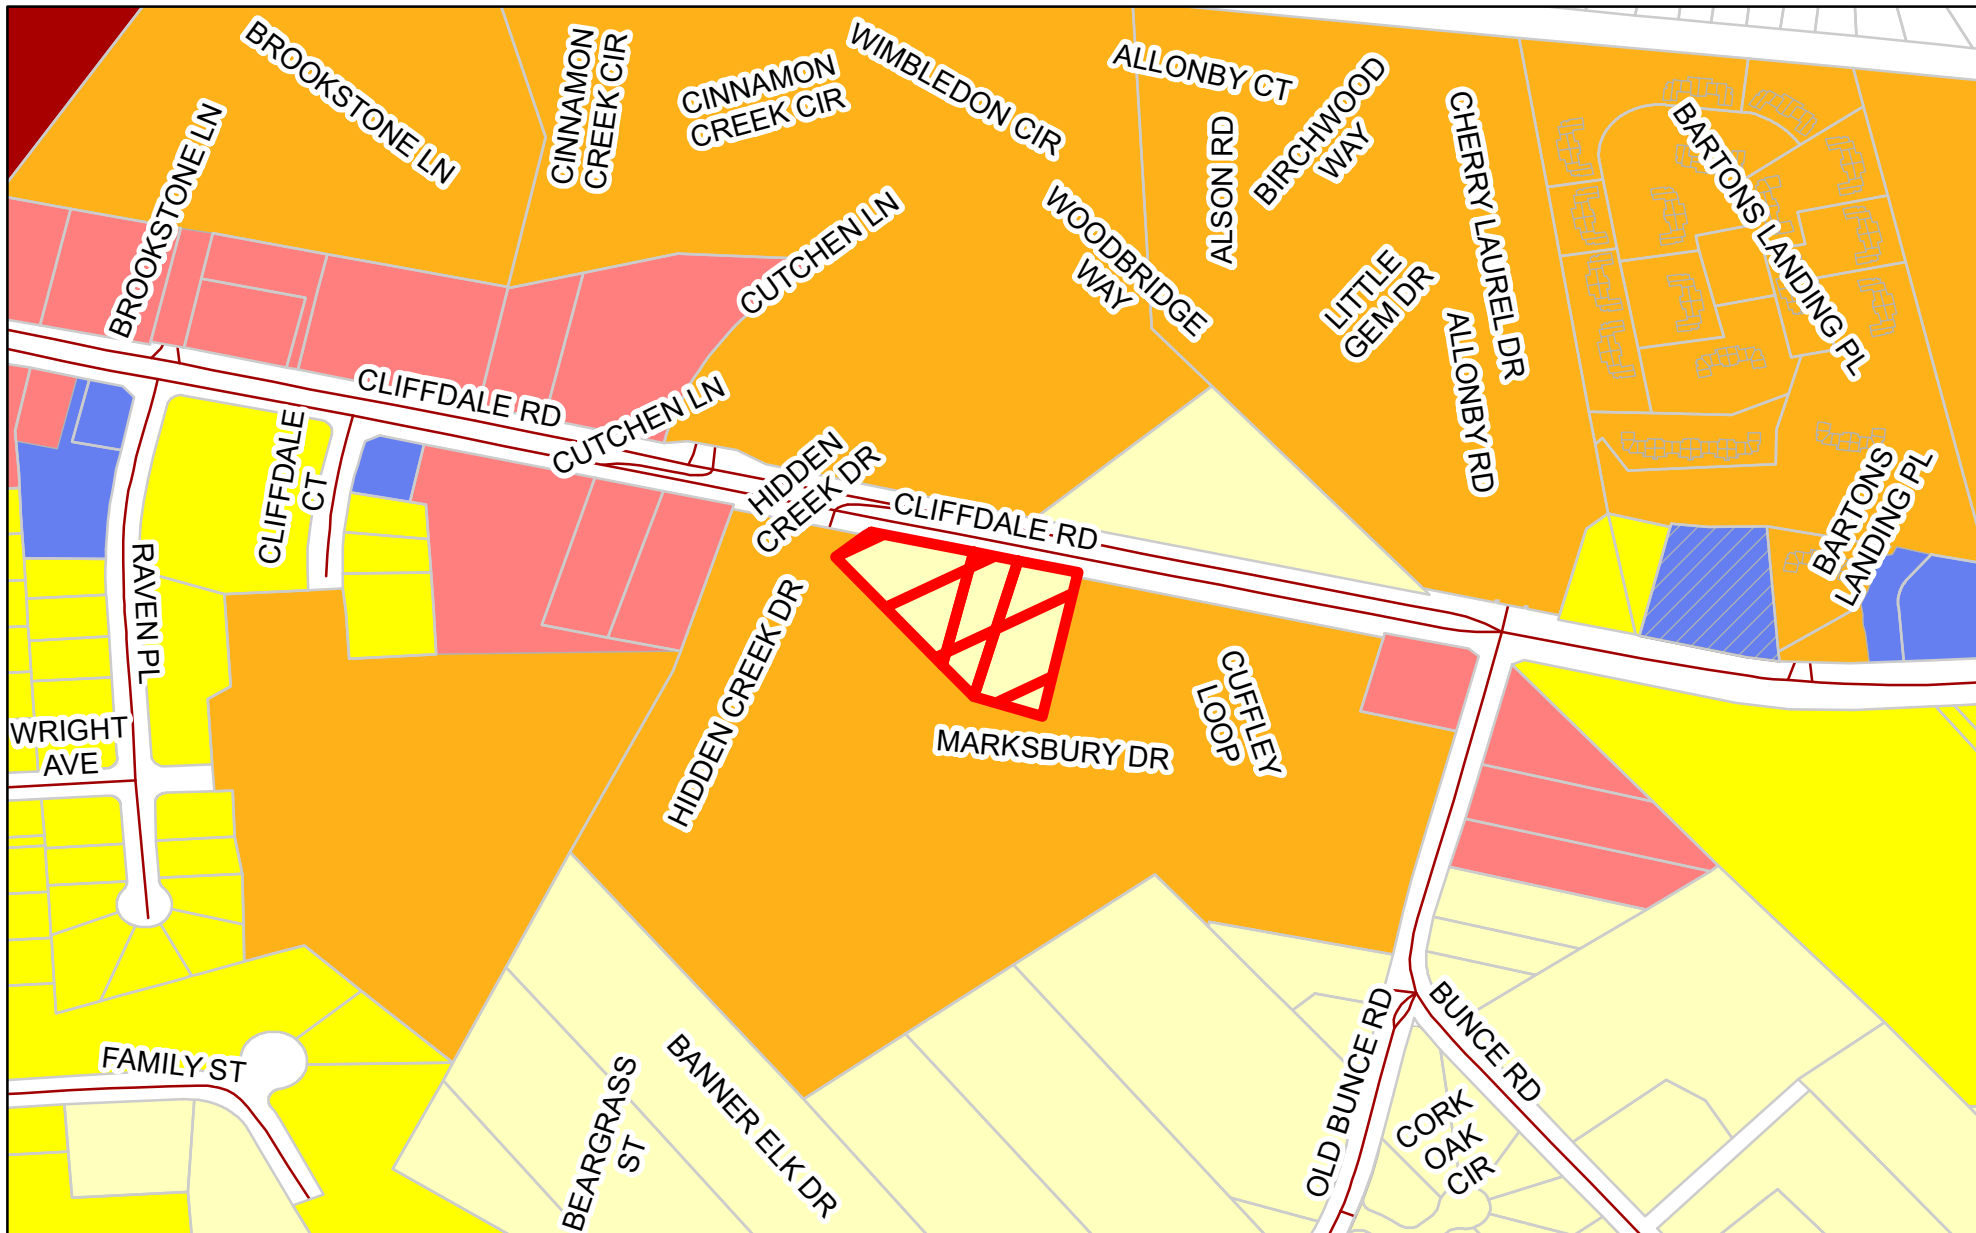 BROOKSTONE LN
CINNAMON
CREEK CIR
CINNAMON
CREEK CIR
WIMBLEDON CIR
ALLONBY CT
BIRCHWOOD
WAY
CHERRY LAUREL DR
BARTONS LANDING PL
BROOKSTONE LN
ALSON RD
CUTCHEN LN
WOODBRIDGE
WAY
LITTLE
GEM DR
ALLONBY RD
CLIFFDALE RD
CUTCHEN LN
CLIFFDALE
CT
HIDDEN
CREEK DR
CLIFFDALE RD
BARTONS
LANDING PL
RAVEN PL
HIDDEN CREEK DR
CUFFLEY
LOOP
WRIGHT
AVE
MARKSBURY DR
FAMILY ST
BEARGRASS
ST
BANNER ELK DR
OLD BUNCE RD
BUNCE RD
CORK
OAK
CIR